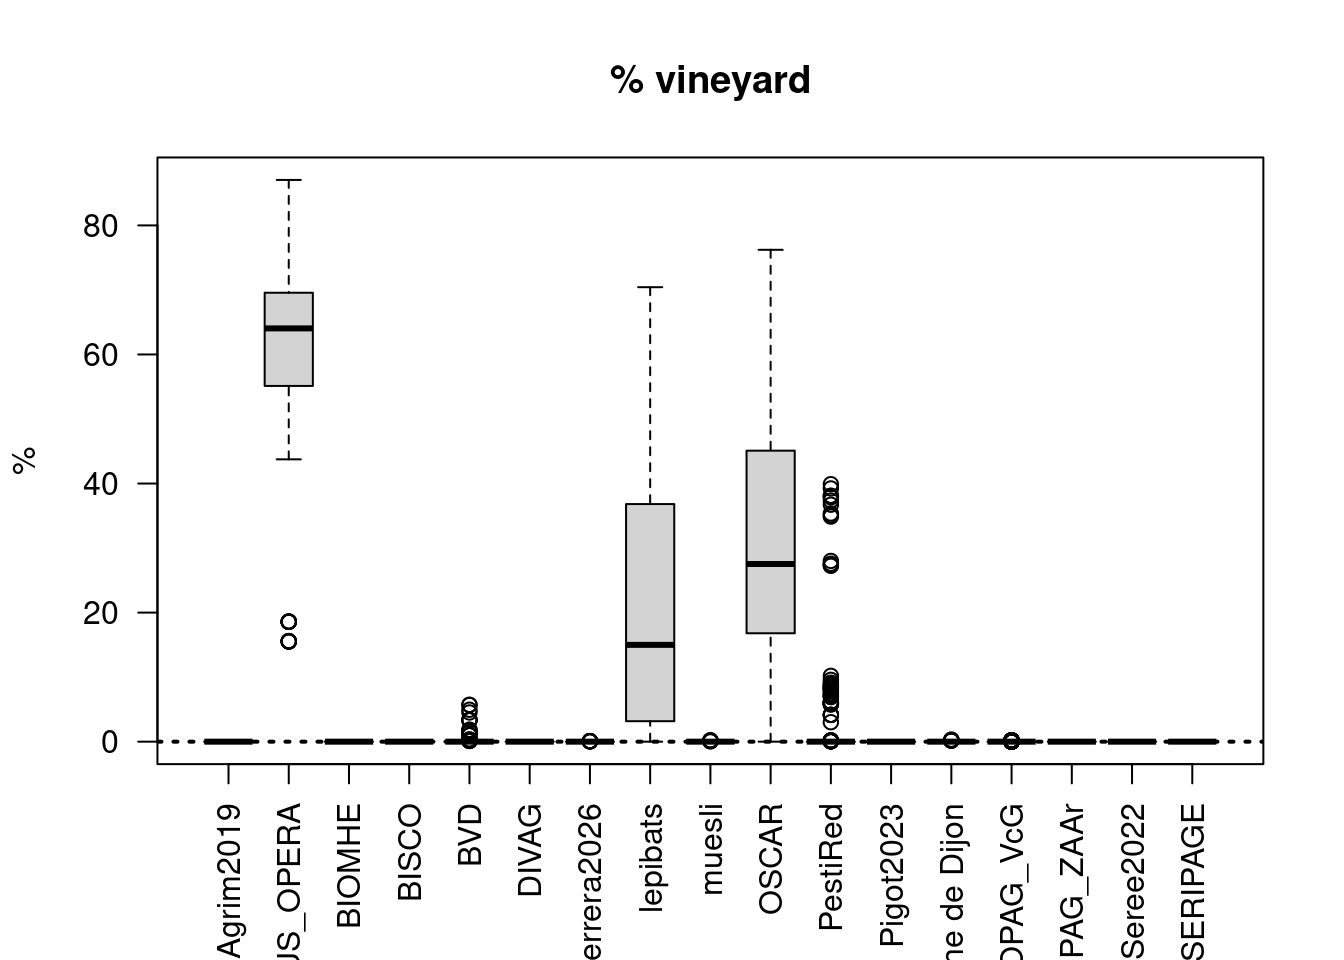 % vineyard
%
80
60
40
20
0
Agrim2019
US_OPERA
BIOMHE
BISCO
BVD
DIVAG
errera2026
lepibats
muesli
OSCAR
PestiRed
Pigot2023
ne de Dijon
OPAG_VcG
PAG_ZAAr
Seree2022
SERIPAGE